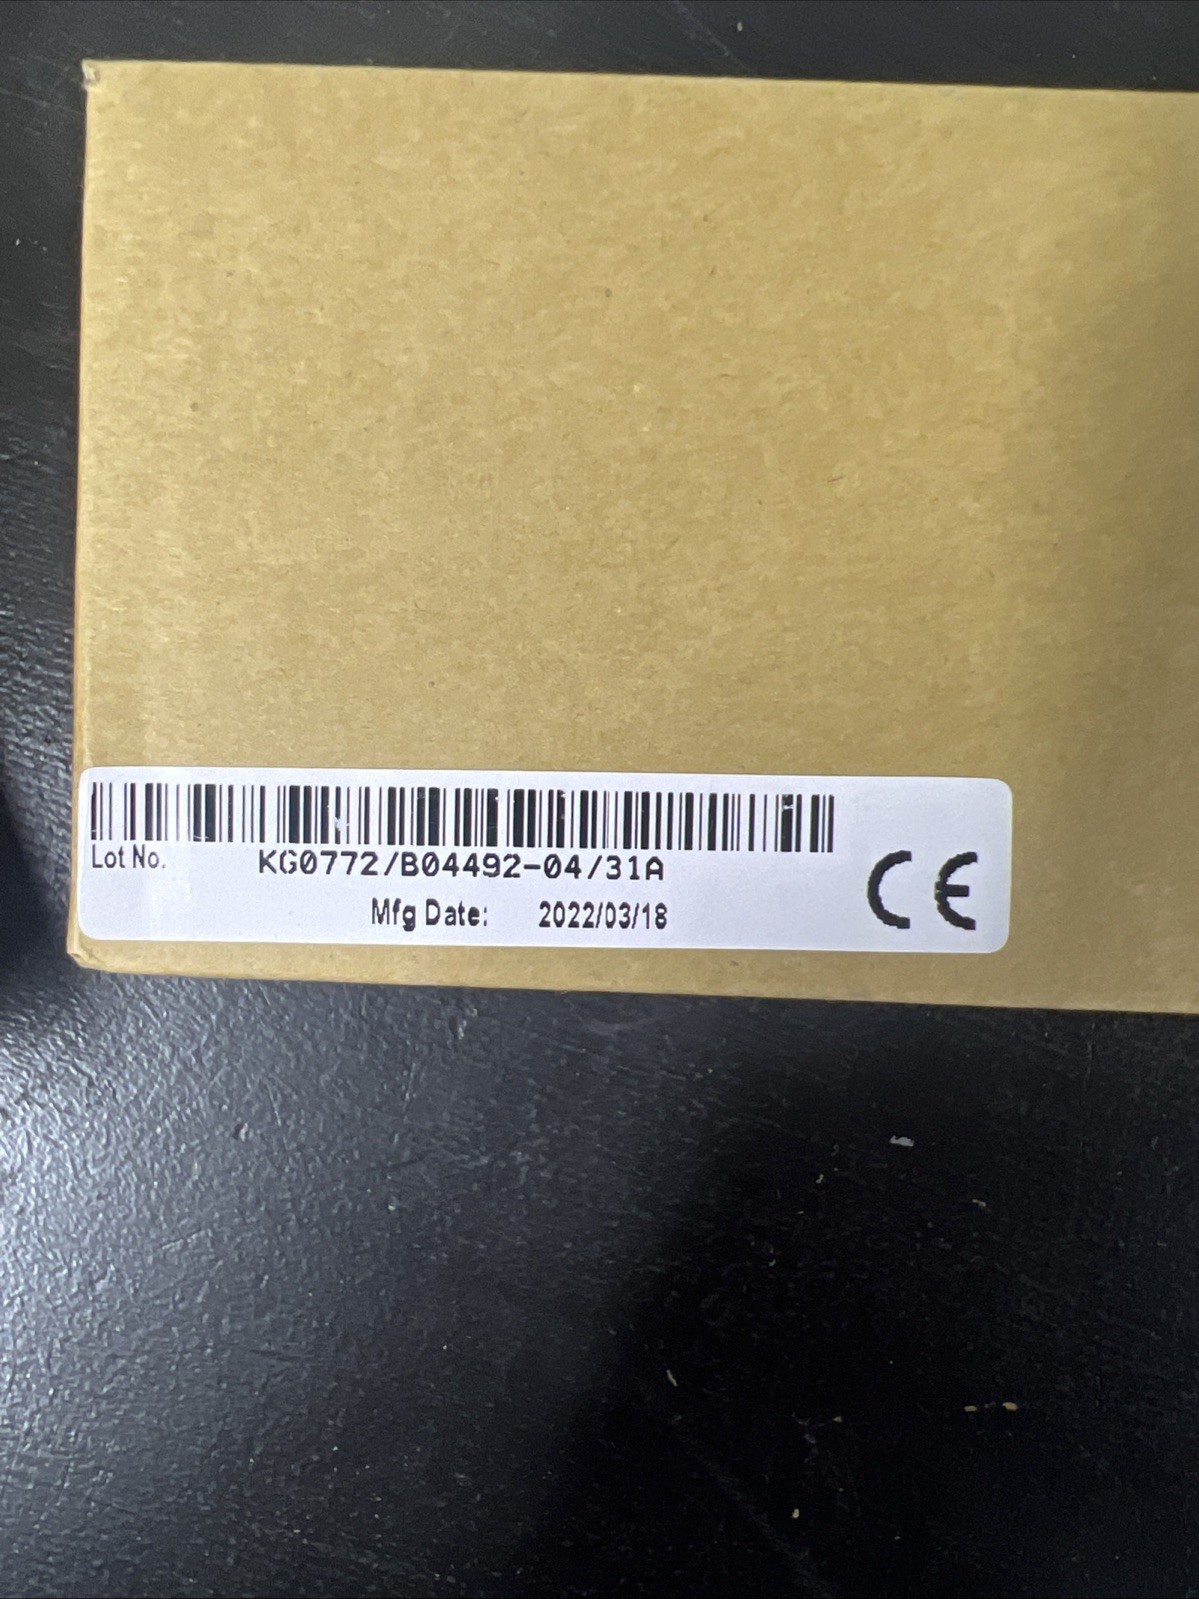 Lot No. KG0772/B04492-04/31A
Mfg Date: 2022/03/18
CE